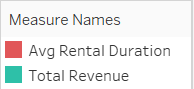 Measure Names
Avg Rental Duration
Total Revenue